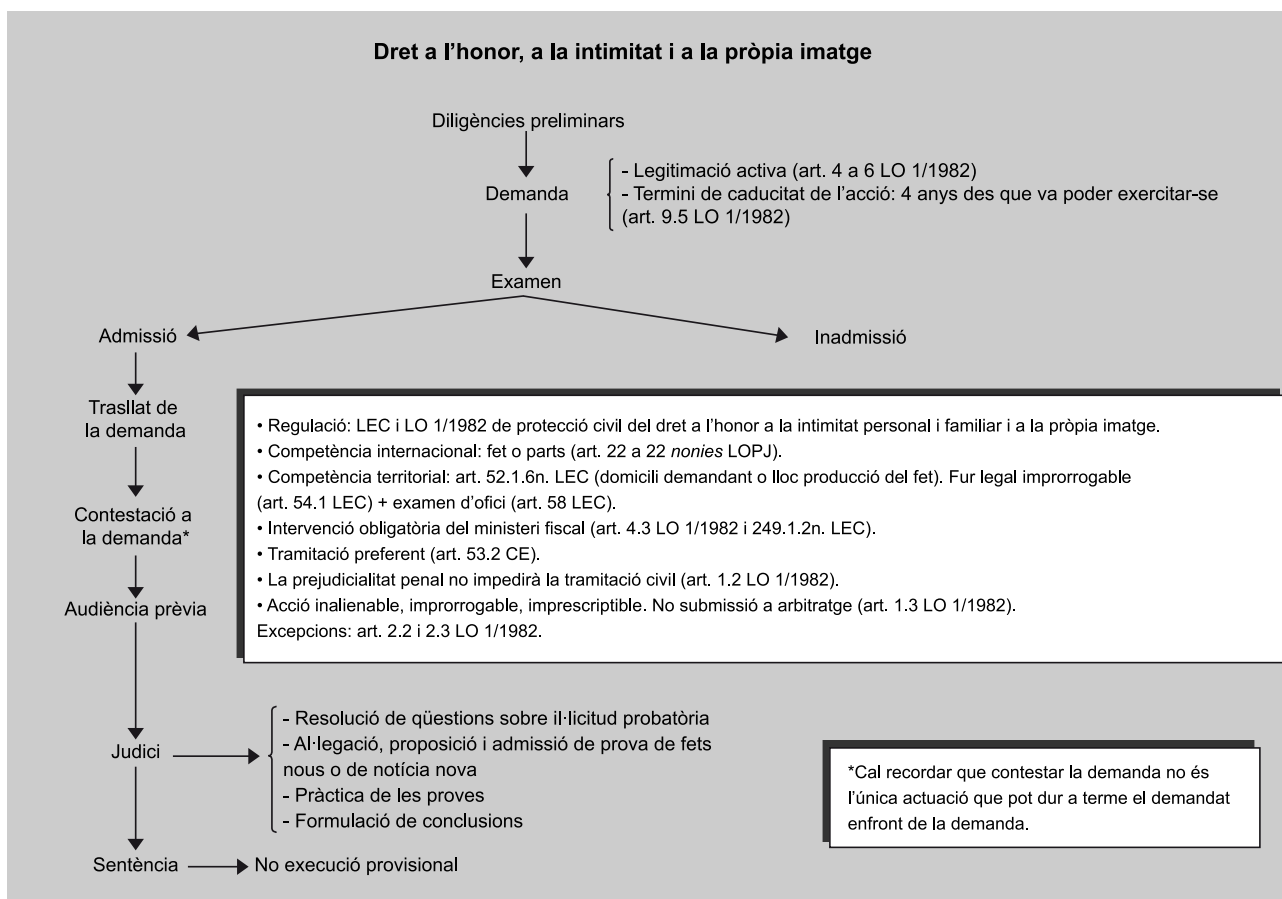 Dret a l'honor, a la intimitat i a la pròpia imatge
Diligències preliminars
Demanda
- Legitimació activa (art. 4 a 6 LO 1/1982)
- Termini de caducitat de l'acció: 4 anys des que va poder exercitar-se
(art. 9.5 LO 1/1982)
Examen
Admissió
Inadmissió
Trasllat de
la demanda
Contestació a
la demanda*
Audiència prèvia
• Regulació: LEC i LO 1/1982 de protecció civil del dret a l'honor a la intimitat personal i familiar i a la pròpia imatge.
• Competència internacional: fet o parts (art. 22 a 22 nonies LOPJ).
• Competència territorial: art. 52.1.6n. LEC (domicili demandant o lloc producció del fet). Fur legal improrrogable
(art. 54.1 LEC) + examen d'ofici (art. 58 LEC).
• Intervenció obligatòria del ministeri fiscal (art. 4.3 LO 1/1982 i 249.1.2n. LEC).
• Tramitació preferent (art. 53.2 CE).
• La prejudicialitat penal no impedirà la tramitació civil (art. 1.2 LO 1/1982).
• Acció inalienable, improrrogable, imprescriptible. No submissió a arbitratge (art. 1.3 LO 1/1982).
Excepcions: art. 2.2 i 2.3 LO 1/1982.
Judici
- Resolució de qüestions sobre il·licitud probatòria
- Al·legació, proposició i admissió de prova de fets
nous o de notícia nova
- Pràctica de les proves
- Formulació de conclusions
*Cal recordar que contestar la demanda no és
l'única actuació que pot dur a terme el demandat
enfront de la demanda.
Sentència
No execució provisional